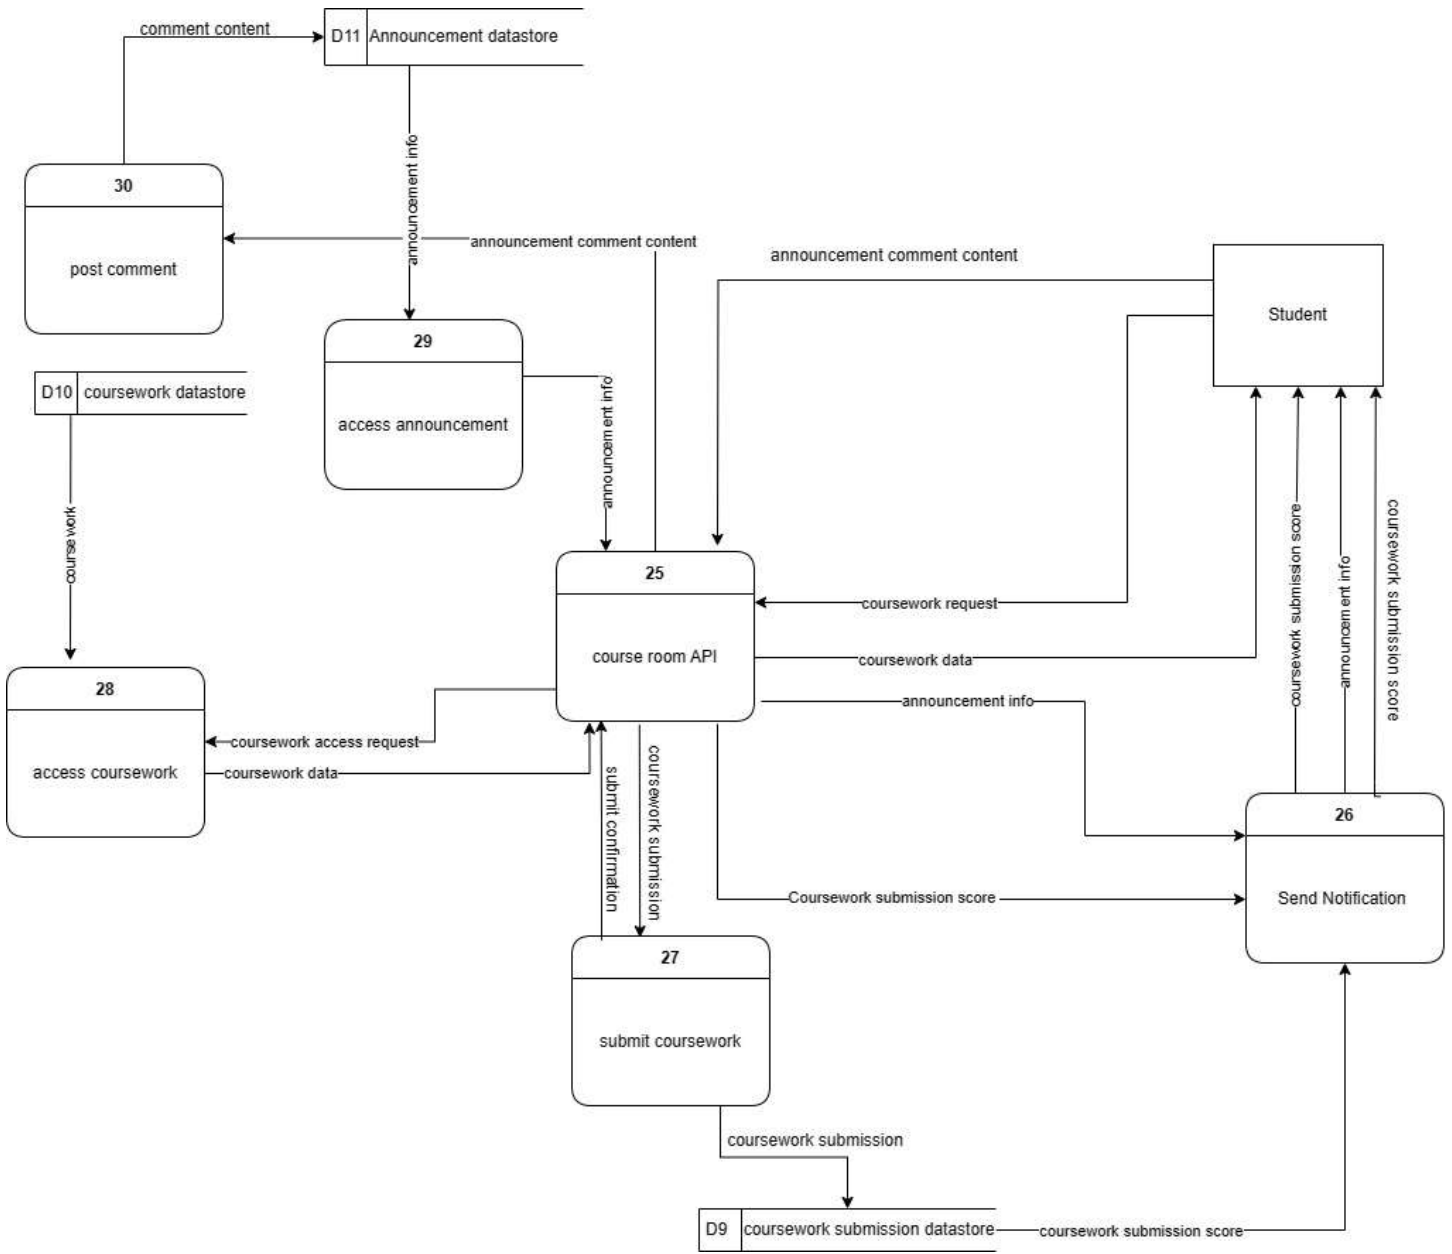 comment content
D11 Announcement datastore
announcement info
30
post comment
announcement comment content
announcement comment content
Student
29
access announcement
D10 coursework datastore
announcement info
coursework
25
course room API
coursework request
coursework data
announcement info
coursework submission score
announcement info
coursework submission score
28
access coursework
coursework access request
coursework data
submit confirmation
coursework submission
26
Send Notification
Coursework submission score
27
submit coursework
coursework submission
D9 coursework submission datastore
coursework submission score